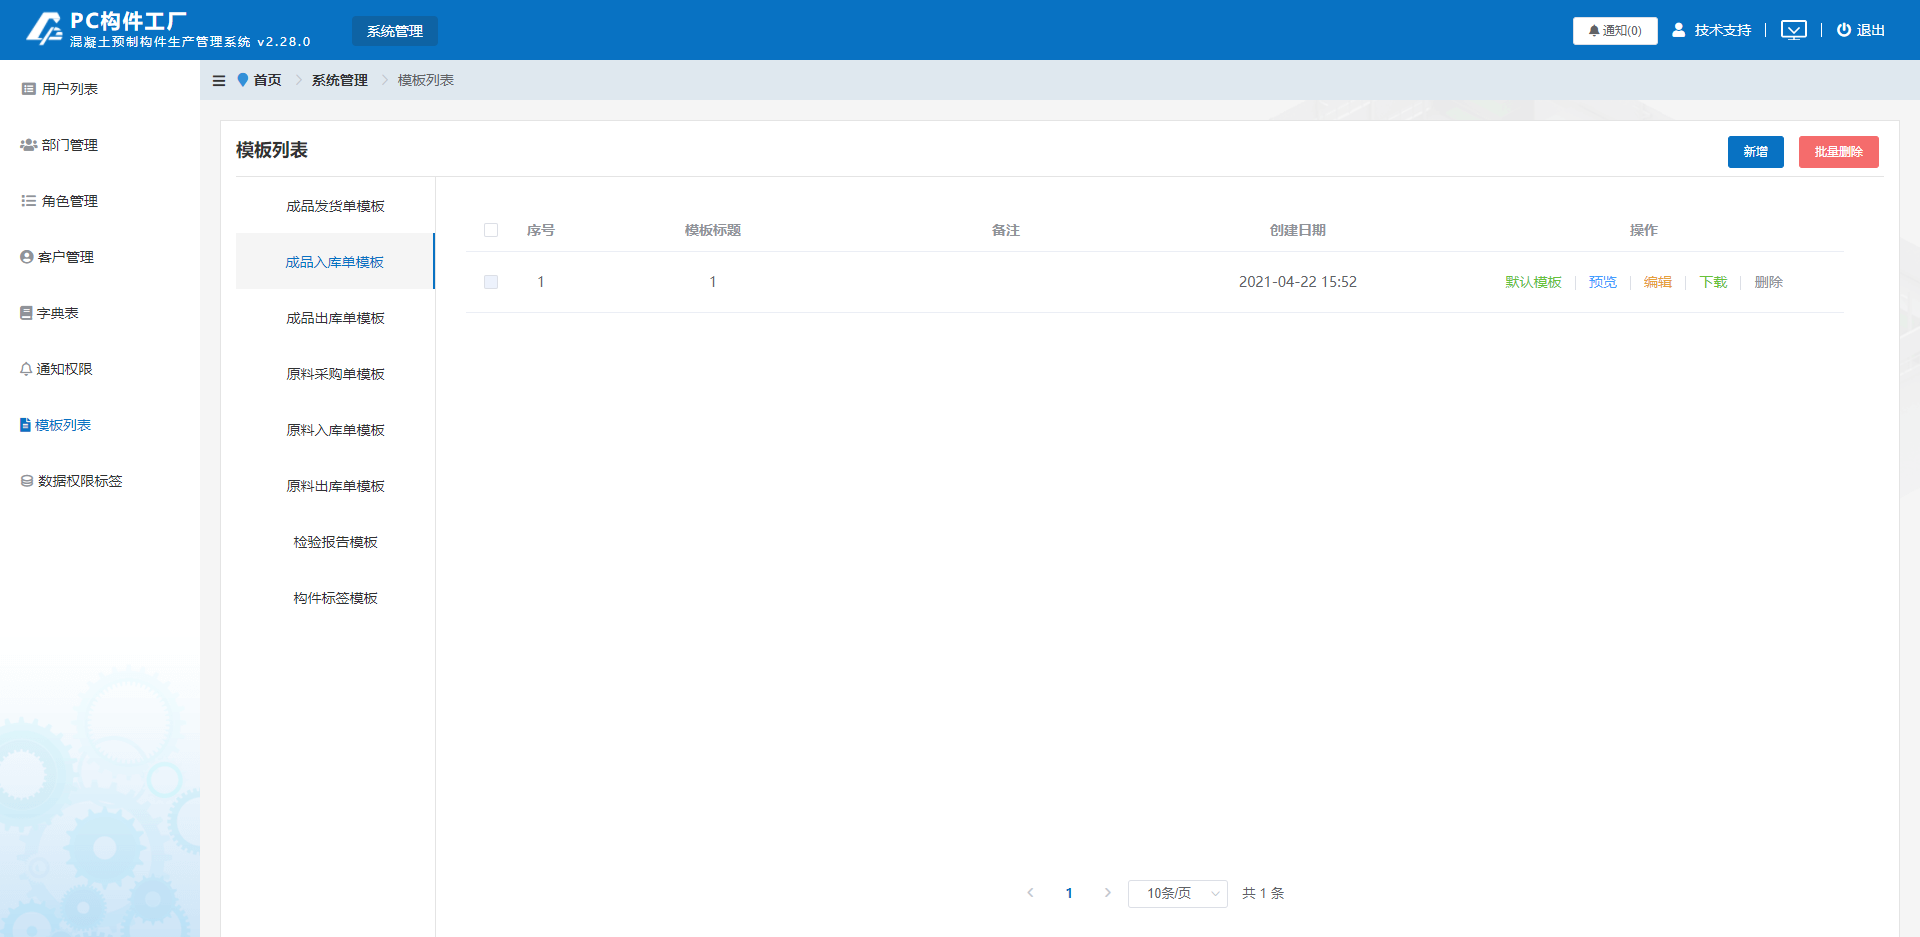 PC构件工厂
混凝土预制构件生产管理系统 v2.28.0
系统管理
通知(0)
技术支持
退出
用户列表
部门管理
角色管理
客户管理
字典表
通知权限
模板列表
数据权限标签
首页
系统管理
模板列表
模板列表
新增
批量删除
成品发货单模板
成品入库单模板
成品出库单模板
原料采购单模板
原料入库单模板
原料出库单模板
检验报告模板
构件标签模板
序号 模板标题 备注 创建日期 操作
1 1 2021-04-22 15:52 默认模板 预览 编辑 下载 删除
1 10条/页 共 1 条